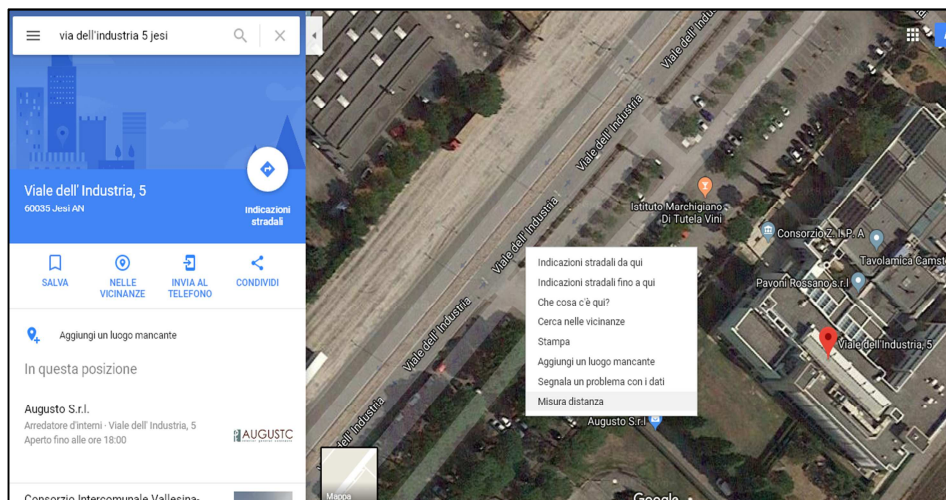 via dell'industria 5 jesi
Viale dell' Industria, 5
60035 Jesi AN
Indicazioni
stradali
SALVA
NELLE
VICINANZE
INVIA AL
TELEFONO
CONDIVIDI
Aggiungi un luogo mancante
In questa posizione
Augusto S.r.l.
Arredatore d'interni · Viale dell' Industria, 5
Aperto fino alle ore 18:00
AUGUSTO
Consorzio Intercomunale Vallesina-
Viale dell' Indu
Viale dell' Industria
Viale dell' Industria
Viale dell' Industria
Viale dell' Industria
dell' Industria
Istituto Marchigiano
Di Tutela Vini
Consorzio Z. I. P. A
Tavolamica Camst
Pavoni Rossano s.r.l
Viale dell'Industria, 5
Indicazioni stradali da qui
Indicazioni stradali fino a qui
Che cosa c'è qui?
Cerca nelle vicinanze
Stampa
Aggiungi un luogo mancante
Segnala un problema con i dati
Misura distanza
Augusto S.r.l
Mappa
Google